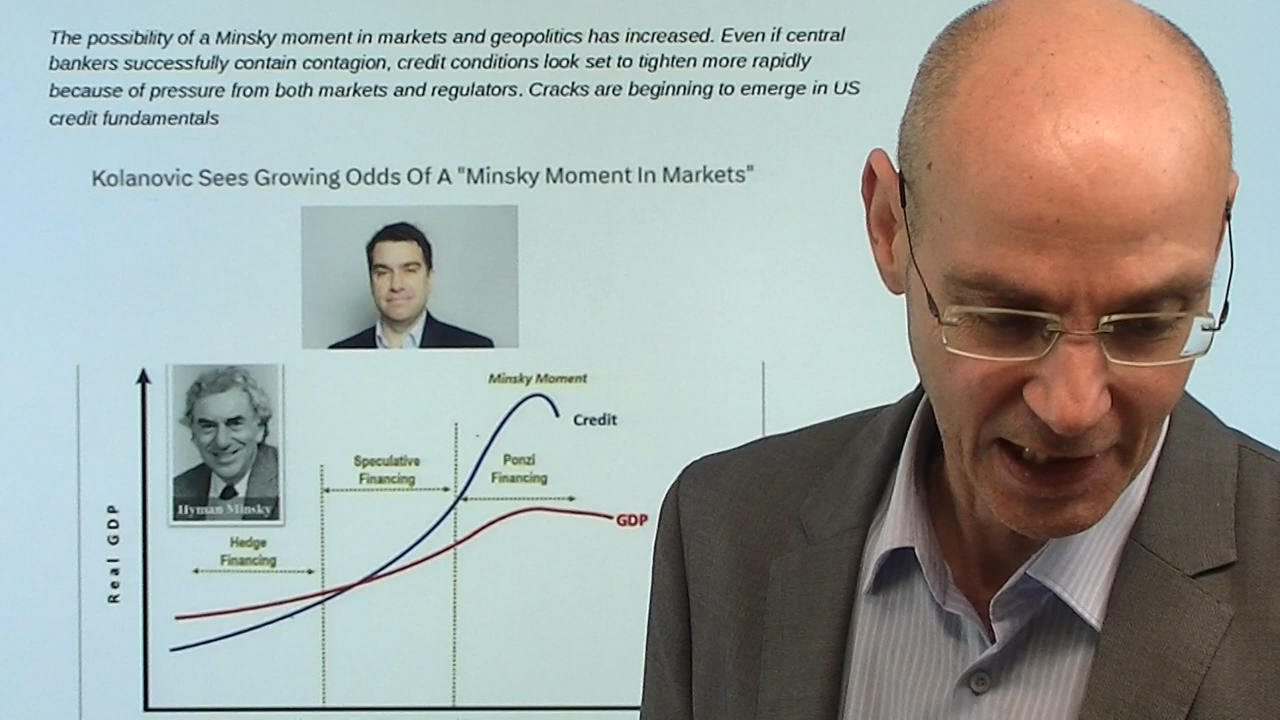 The possibility of a Minsky moment in markets and geopolitics has increased. Even if central
bankers successfully contain contagion, credit conditions look set to tighten more rapidly
because of pressure from both markets and regulators. Cracks are beginning to emerge in US
credit fundamentals
Kolanovic Sees Growing Odds Of A "Minsky Moment In Markets"
Minsky Moment
Credit
Speculative
Financing
Ponzi
Financing
Hyman Minsky
GDP
Hedge
Financing
Real GDP